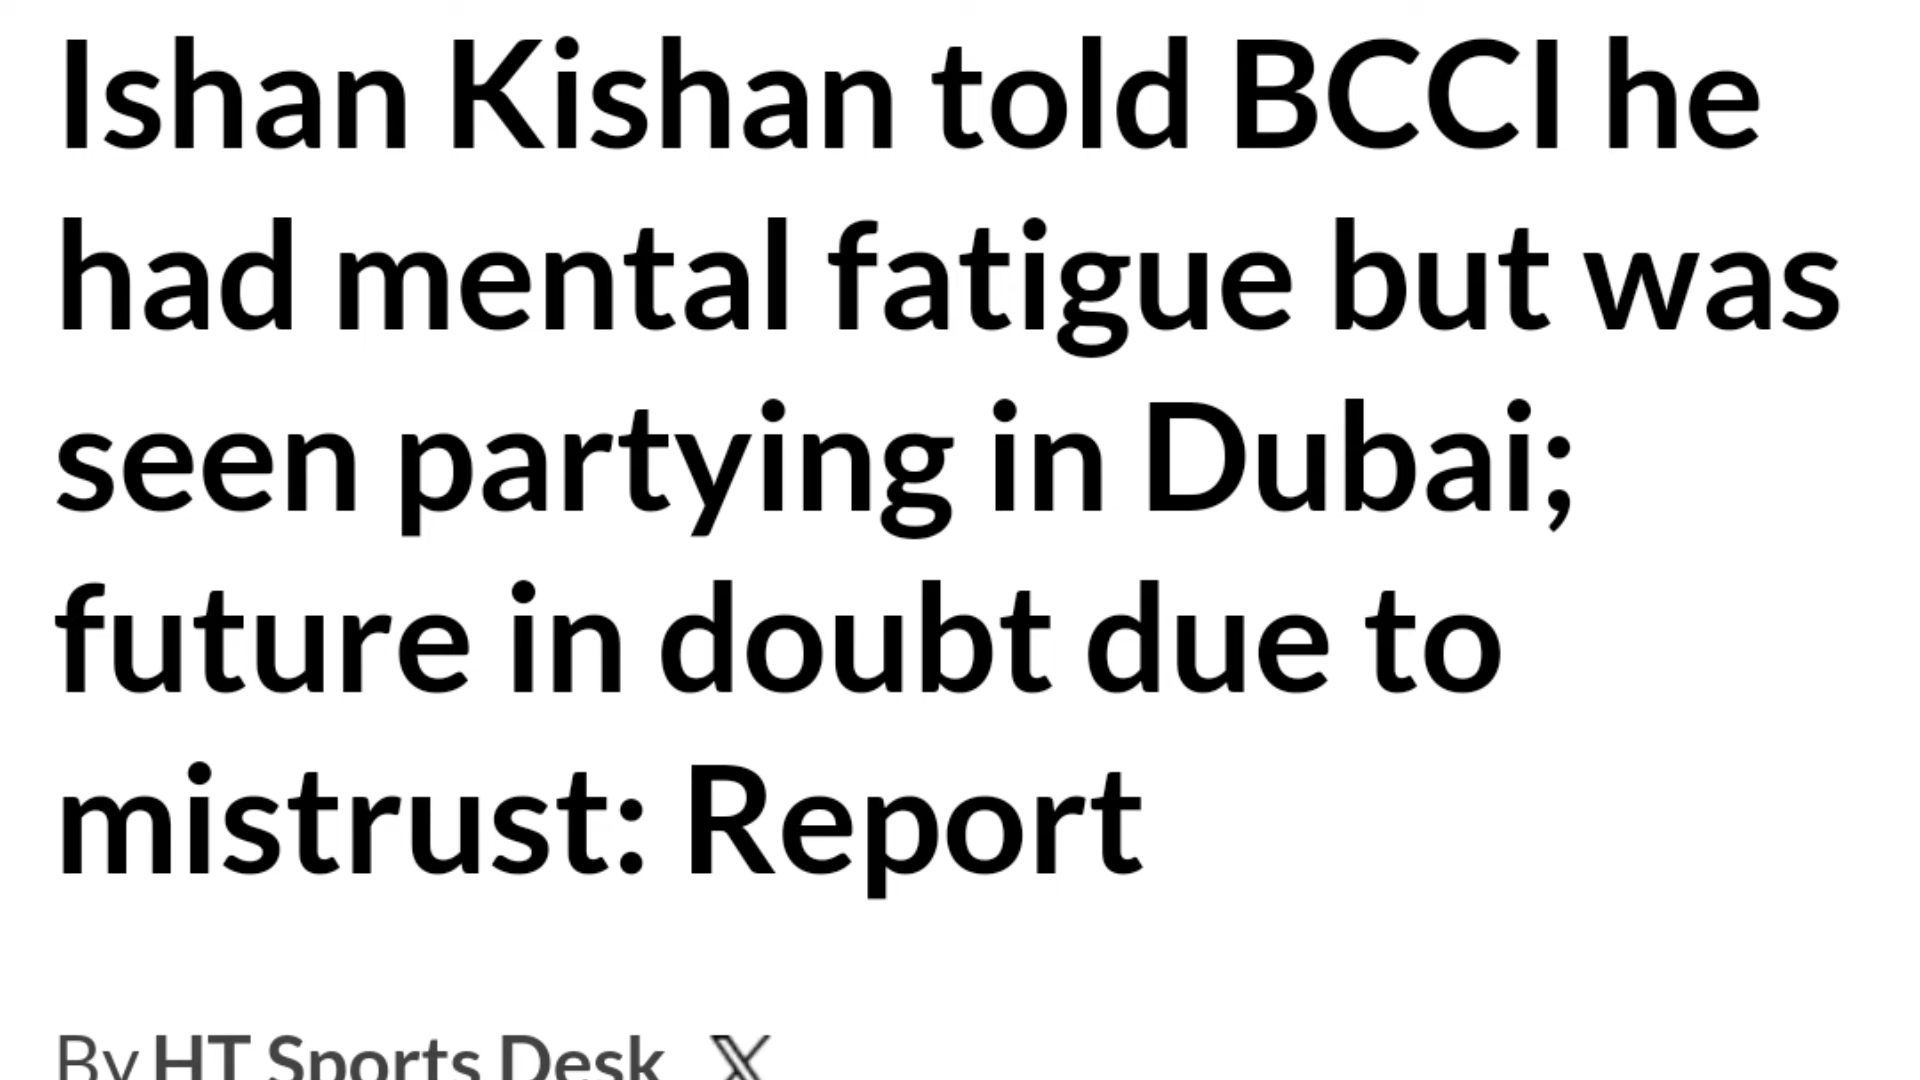 Ishan Kishan told BCCI he
had mental fatigue but was
seen partying in Dubai;
future in doubt due to
mistrust: Report
By HT Sports Desk 𝕏